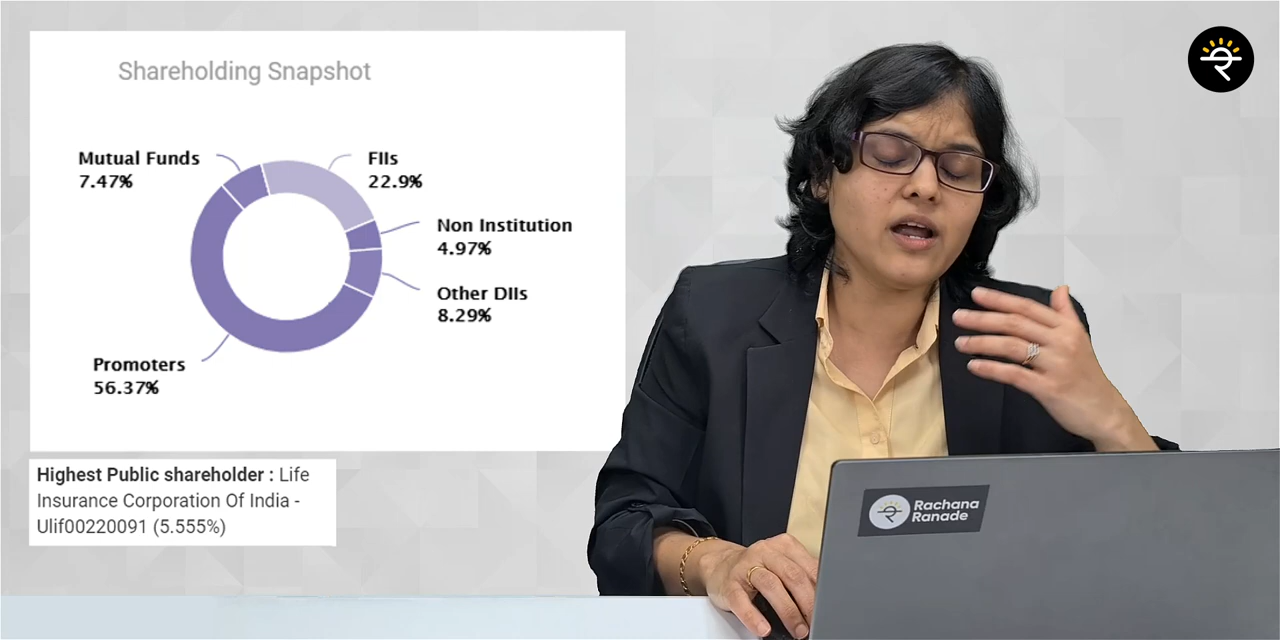 Shareholding Snapshot
Mutual Funds
7.47%
FIIs
22.9%
Non Institution
4.97%
Other DIIs
8.29%
Promoters
56.37%
Highest Public shareholder : Life
Insurance Corporation Of India -
Ulif00220091 (5.555%)
Rachana
Ranade